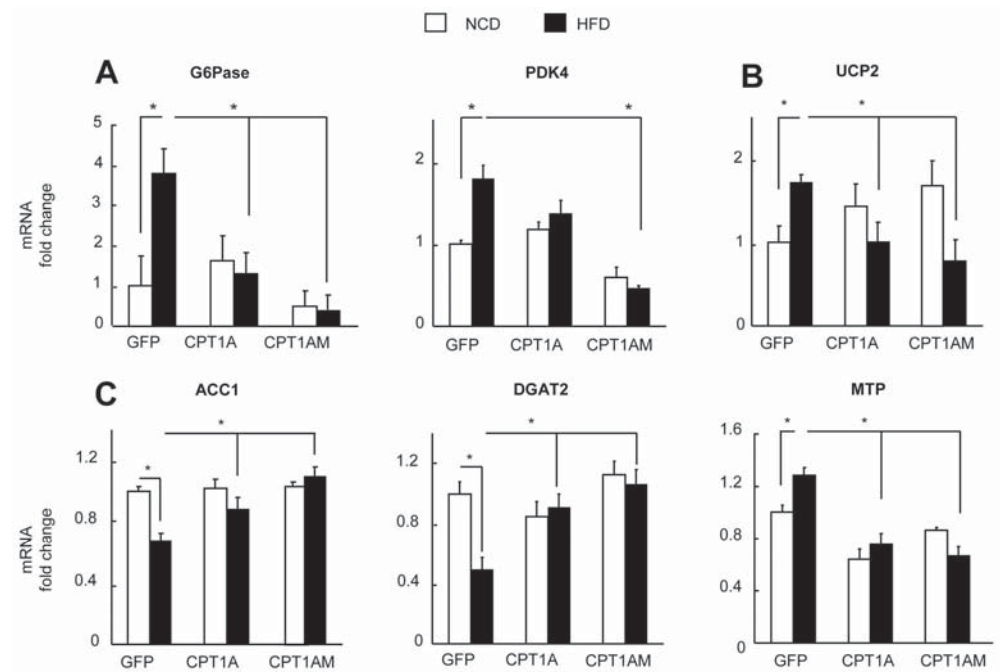 NCD HFD
A B
G6Pase PDK4 UCP2
* * * * * *
mRNA
fold change
5
4
3
2
1
0
2
1
0
2
1
0
GFP CPT1A CPT1AM GFP CPT1A CPT1AM GFP CPT1A CPT1AM
C
ACC1 DGAT2 MTP
* * * * * *
mRNA
fold change
1.2
0.8
0.4
0
1.2
0.8
0.4
0
1.6
1.2
0.8
0.4
0
GFP CPT1A CPT1AM GFP CPT1A CPT1AM GFP CPT1A CPT1AM